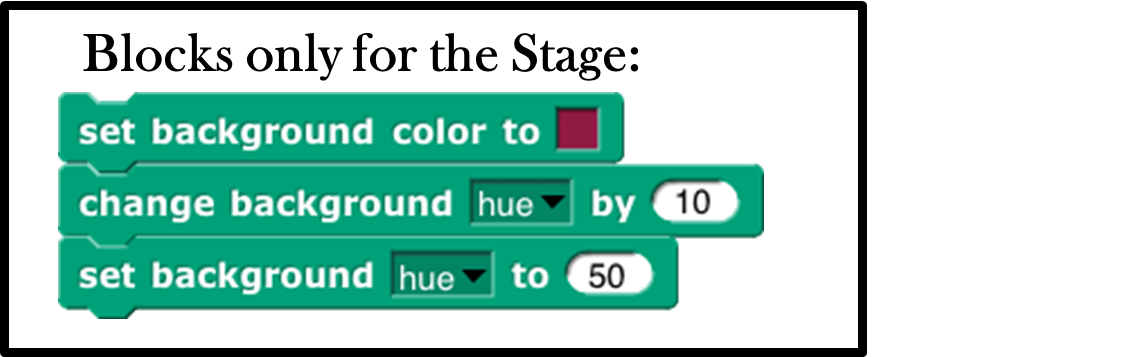 Blocks only for the Stage:
set background color to
change background hue by 10
set background hue to 50